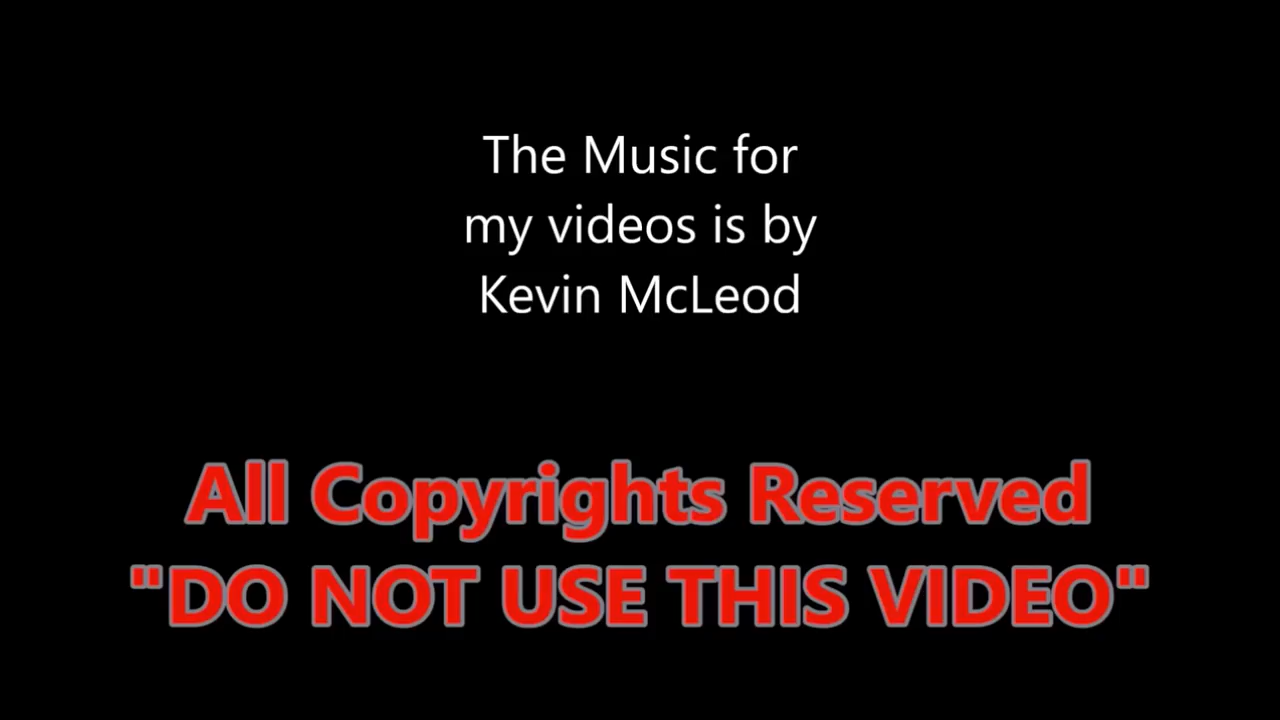 The Music for
my videos is by
Kevin McLeod
All Copyrights Reserved
"DO NOT USE THIS VIDEO"